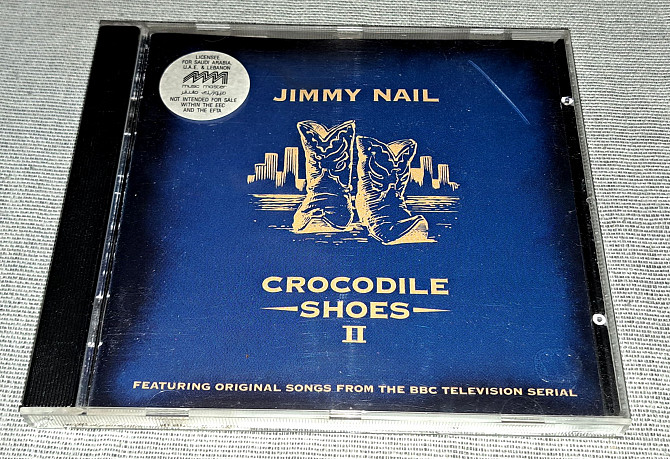 LICENSEE
FOR SAUDI ARABIA,
U.A.E. & LEBANON
music master
NOT INTENDED FOR SALE
WITHIN THE EEC
AND THE EFTA
JIMMY NAIL
CROCODILE
SHOES
II
FEATURING ORIGINAL SONGS FROM THE BBC TELEVISION SERIAL